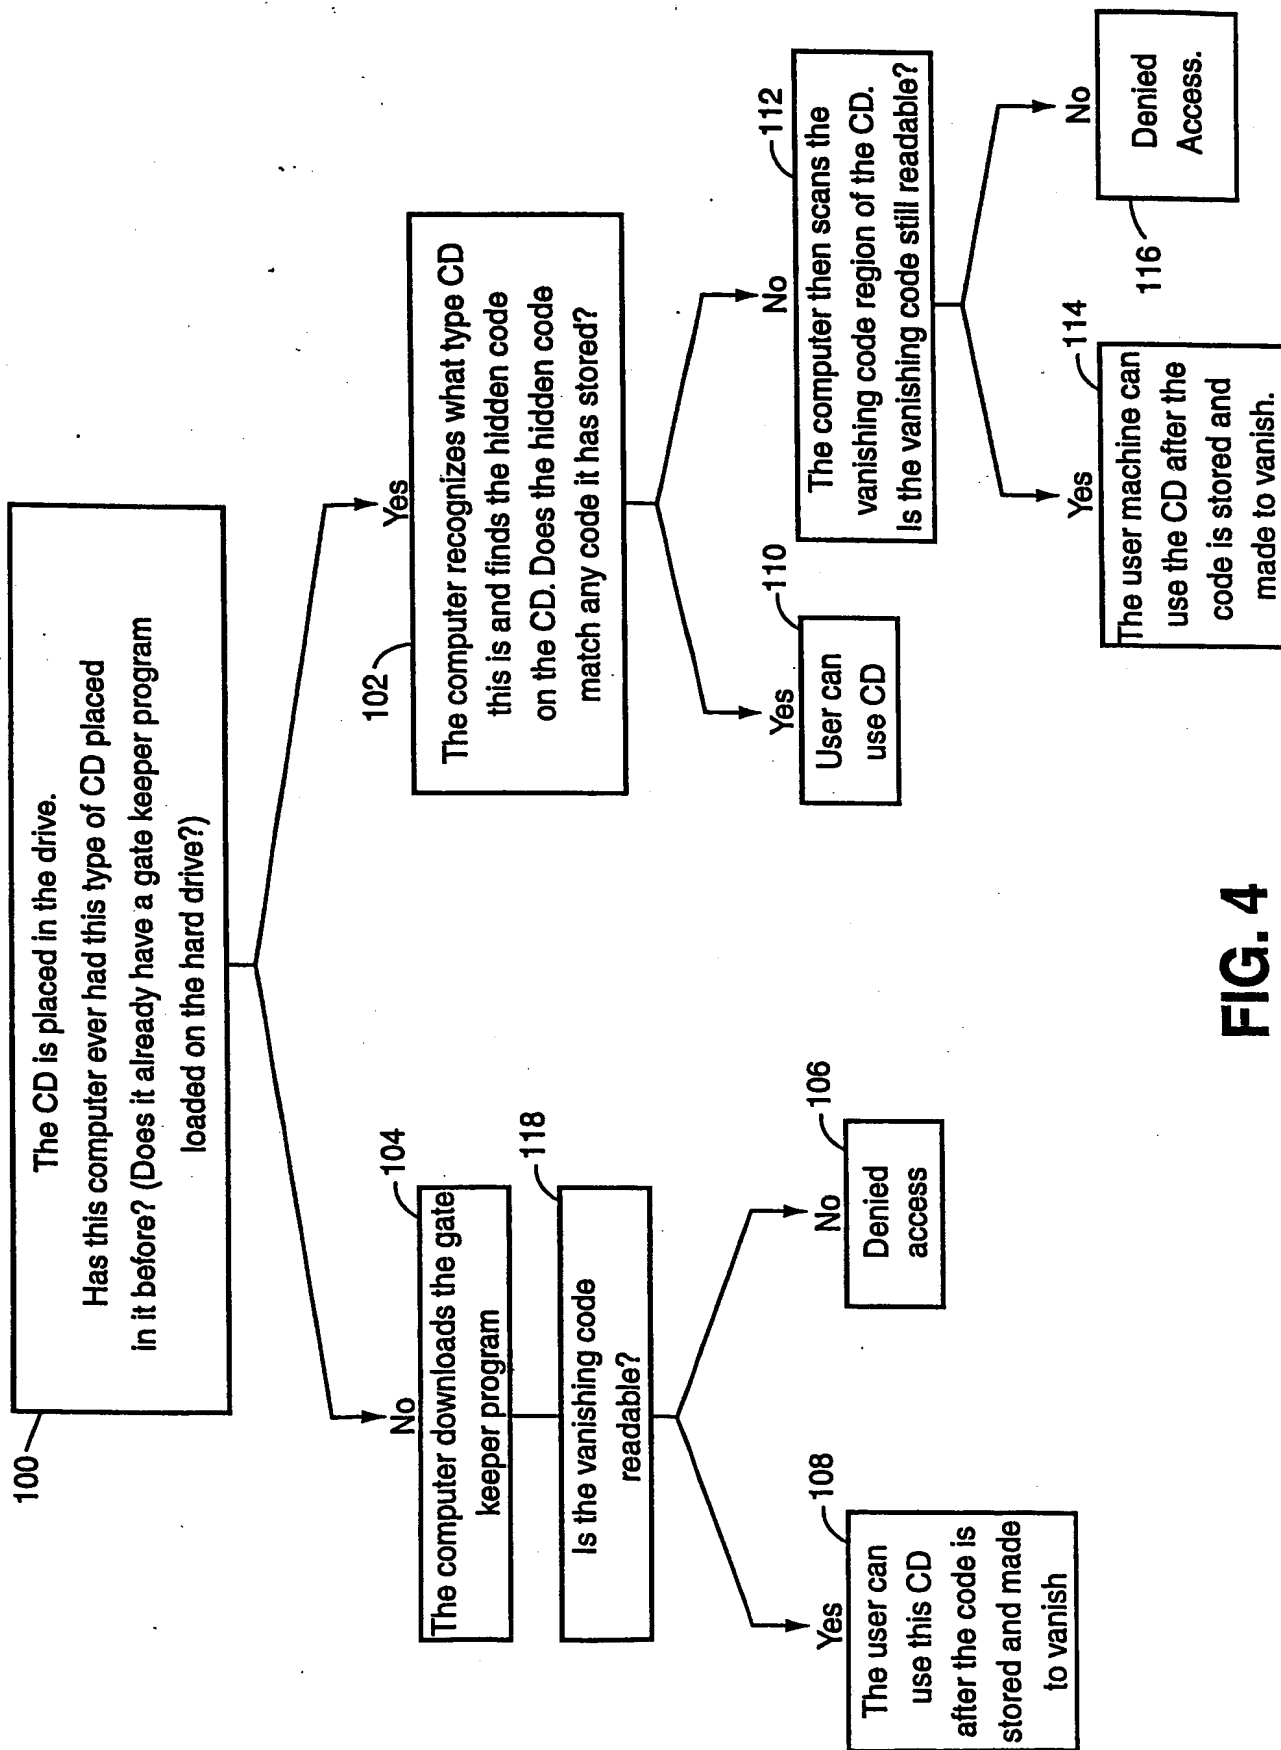 100
The CD is placed in the drive.
Has this computer ever had this type of CD placed
in it before? (Does it already have a gate keeper program
loaded on the hard drive?)
No
104
The computer downloads the gate
keeper program
118
Is the vanishing code
readable?
Yes
108
The user can
use this CD
after the code is
stored and made
to vanish
No
106
Denied
access
Yes
102
The computer recognizes what type CD
this is and finds the hidden code
on the CD. Does the hidden code
match any code it has stored?
Yes
110
User can
use CD
No
112
The computer then scans the
vanishing code region of the CD.
Is the vanishing code still readable?
Yes
114
The user machine can
use the CD after the
code is stored and
made to vanish.
No
116
Denied
Access.
FIG. 4